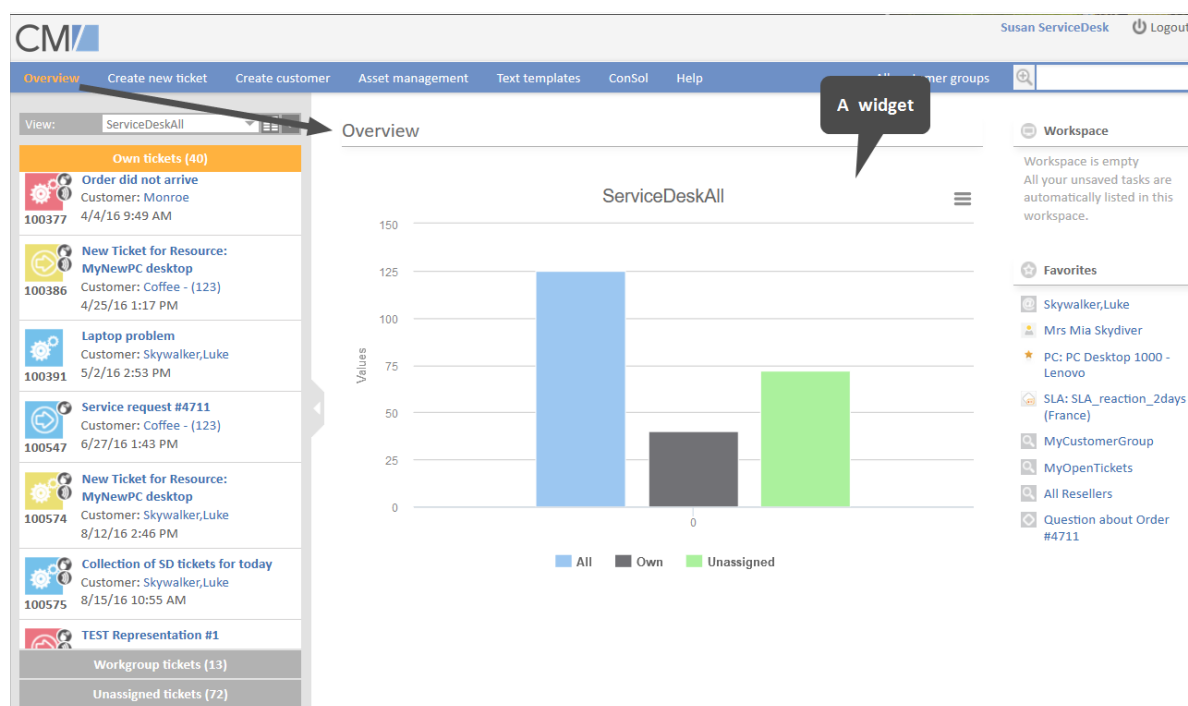 CM/
Susan ServiceDesk
Logout
Overview
Create new ticket
Create customer
Asset management
Text templates
ConSol
Help
customer groups
A widget
View:
ServiceDeskAll
Own tickets (40)
Order did not arrive
Customer: Monroe
100377
4/4/16 9:49 AM
New Ticket for Resource:
MyNewPC desktop
Customer: Coffee - (123)
100386
4/25/16 1:17 PM
Laptop problem
Customer: Skywalker,Luke
100391
5/2/16 2:53 PM
Service request #4711
Customer: Coffee - (123)
100547
6/27/16 1:43 PM
New Ticket for Resource:
MyNewPC desktop
Customer: Skywalker,Luke
100574
8/12/16 2:46 PM
Collection of SD tickets for today
Customer: Skywalker,Luke
100575
8/15/16 10:55 AM
TEST Representation #1
Workgroup tickets (13)
Unassigned tickets (72)
Overview
ServiceDeskAll
150
125
100
75
50
25
0
Values
0
All
Own
Unassigned
Workspace
Workspace is empty
All your unsaved tasks are
automatically listed in this
workspace.
Favorites
Skywalker,Luke
Mrs Mia Skydiver
PC: PC Desktop 1000 -
Lenovo
SLA: SLA_reaction_2days
(France)
MyCustomerGroup
MyOpenTickets
All Resellers
Question about Order
#4711